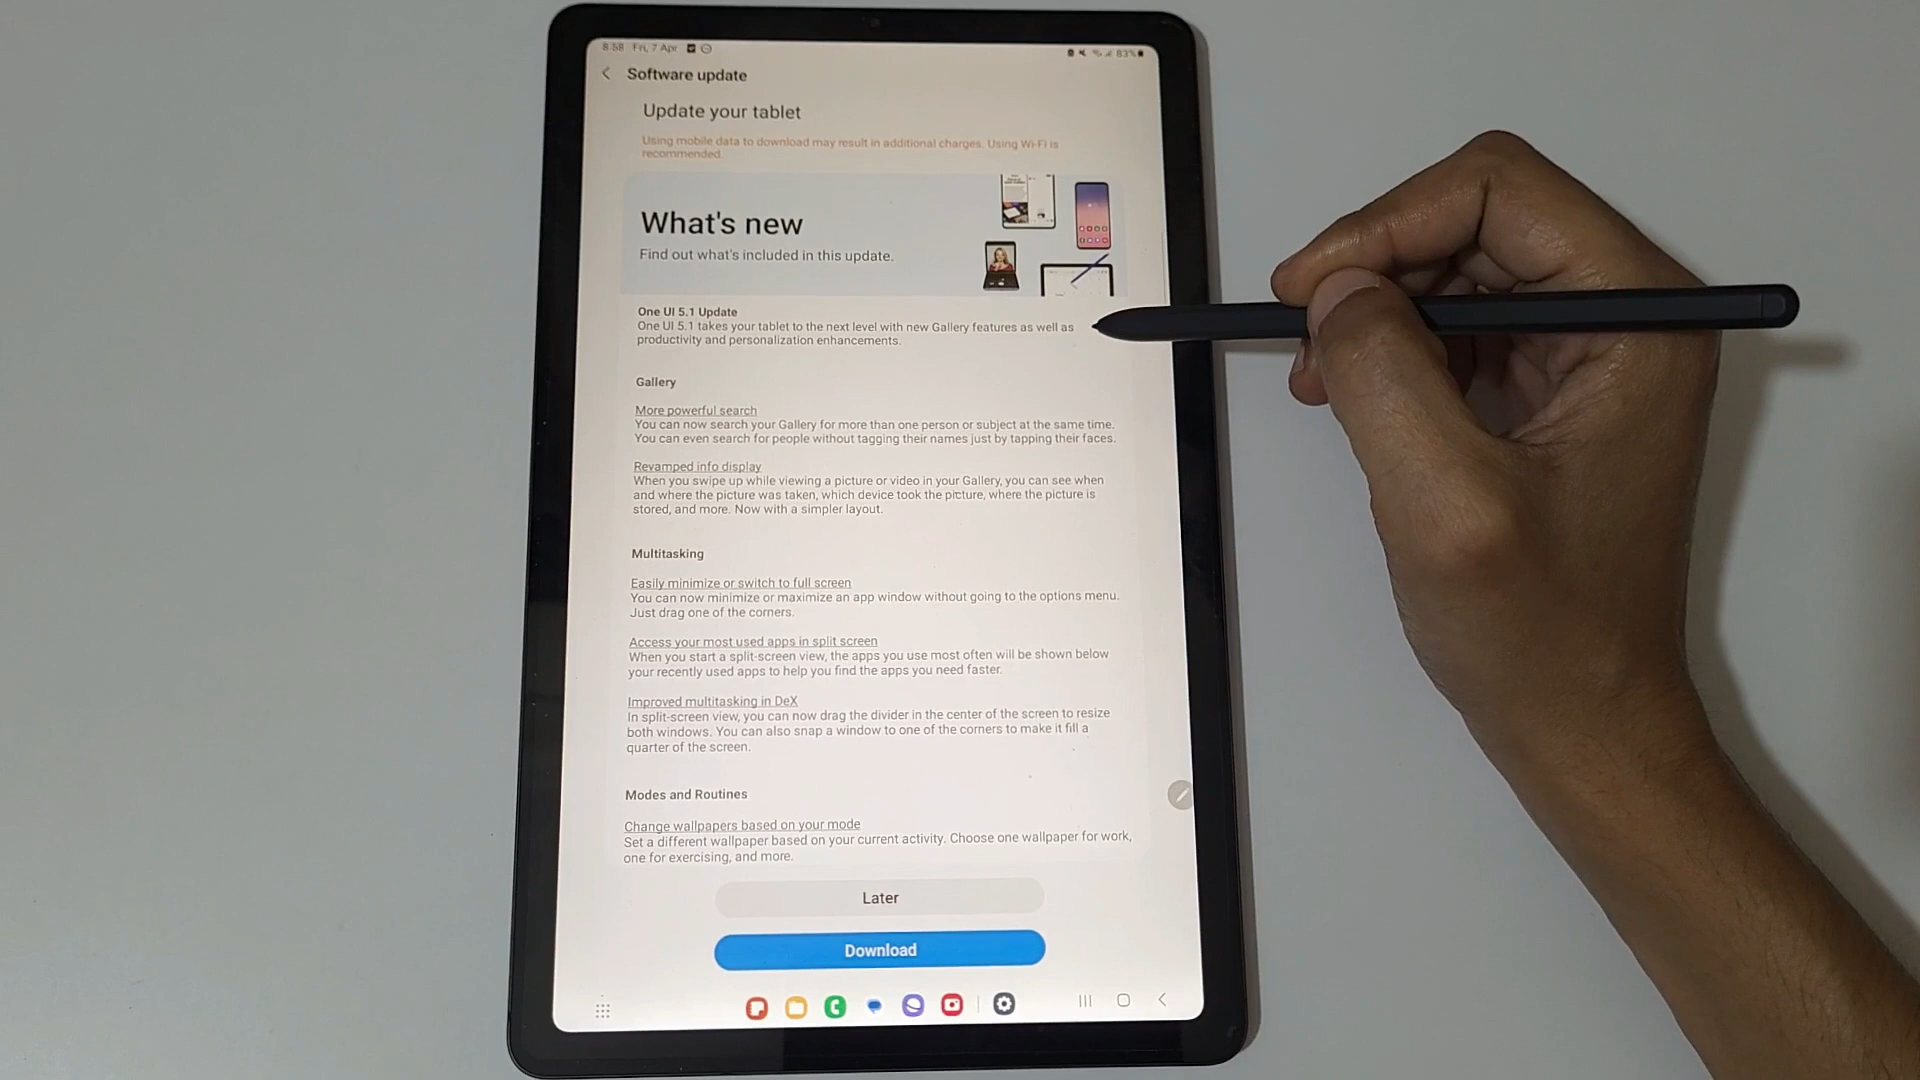 8:58 Fri, 7 Apr
83%
Software update
Update your tablet
Using mobile data to download may result in additional charges. Using Wi-Fi is
recommended.
What's new
Find out what's included in this update.
One UI 5.1 Update
One UI 5.1 takes your tablet to the next level with new Gallery features as well as
productivity and personalization enhancements.
Gallery
More powerful search
You can now search your Gallery for more than one person or subject at the same time.
You can even search for people without tagging their names just by tapping their faces.
Revamped info display
When you swipe up while viewing a picture or video in your Gallery, you can see when
and where the picture was taken, which device took the picture, where the picture is
stored, and more. Now with a simpler layout.
Multitasking
Easily minimize or switch to full screen
You can now minimize or maximize an app window without going to the options menu.
Just drag one of the corners.
Access your most used apps in split screen
When you start a split-screen view, the apps you use most often will be shown below
your recently used apps to help you find the apps you need faster.
Improved multitasking in DeX
In split-screen view, you can now drag the divider in the center of the screen to resize
both windows. You can also snap a window to one of the corners to make it fill a
quarter of the screen.
Modes and Routines
Change wallpapers based on your mode
Set a different wallpaper based on your current activity. Choose one wallpaper for work,
one for exercising, and more.
Later
Download